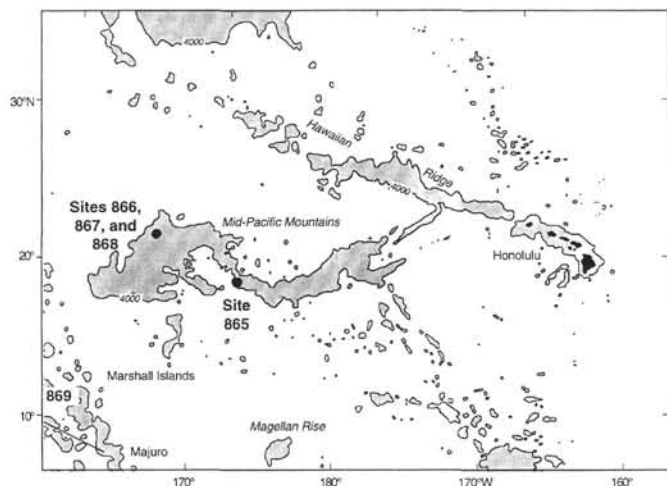 4000
30°N
Hawaiian
Ridge
4000
Sites 866,
867, and
868
Mid-Pacific Mountains
20°
Honolulu
4000
Site
865
Marshall Islands
869
10°
Magellan Rise
Majuro
170°
180°
170°W
160°